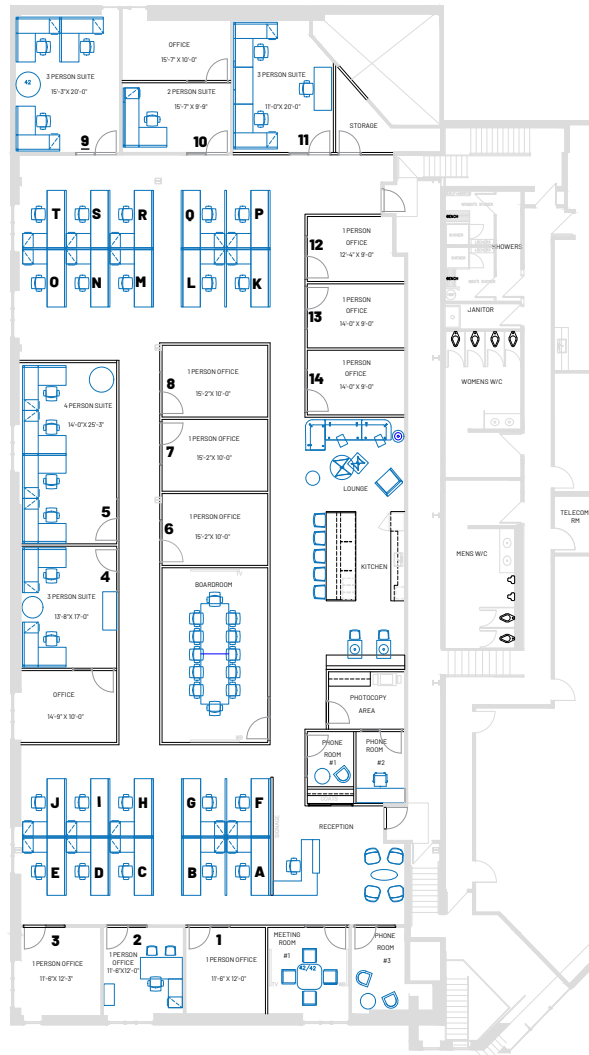 OFFICE
15'-7" X 10'-0"
3 PERSON SUITE
15'-3"X 20'-0"
42
9
2 PERSON SUITE
15'-7" X 9'-9"
10
3 PERSON SUITE
11'-0"X 20'-0"
11
STORAGE
T
S
R
Q
P
O
N
M
L
K
1 PERSON
OFFICE
12'-4"X 9'-0"
12
1 PERSON
OFFICE
14'-0"X 9'-0"
13
1 PERSON
OFFICE
14'-0"X 9'-0"
14
BENCH
SHOWERS
BENCH
JANITOR
WOMENS W/C
MENS W/C
TELECOM
RM
8
1 PERSON OFFICE
15'-2"X 10'-0"
7
1 PERSON OFFICE
15'-2"X 10'-0"
6
1 PERSON OFFICE
15'-2"X 10'-0"
4 PERSON SUITE
14'-0"X 25'-3"
5
4
3 PERSON SUITE
13'-8"X 17'-0"
OFFICE
14'-9" X 10'-0"
BOARDROOM
LOUNGE
KITCHEN
PHOTOCOPY
AREA
PHONE
ROOM
#1
PHONE
ROOM
#2
RECEPTION
J
I
H
G
F
E
D
C
B
A
3
1 PERSON OFFICE
11'-6"X 12'-3"
2
1 PERSON
OFFICE
11'-6"X12'-0"
1
1 PERSON OFFICE
11'-6" X 12'-0"
MEETING
ROOM
#1
42/42
PHONE
ROOM
#3